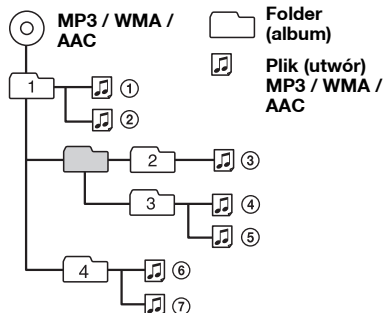 MP3 / WMA /
AAC
Folder
(album)
Plik (utwór)
MP3 / WMA /
AAC
1
①
②
2
③
3
④
⑤
4
⑥
⑦